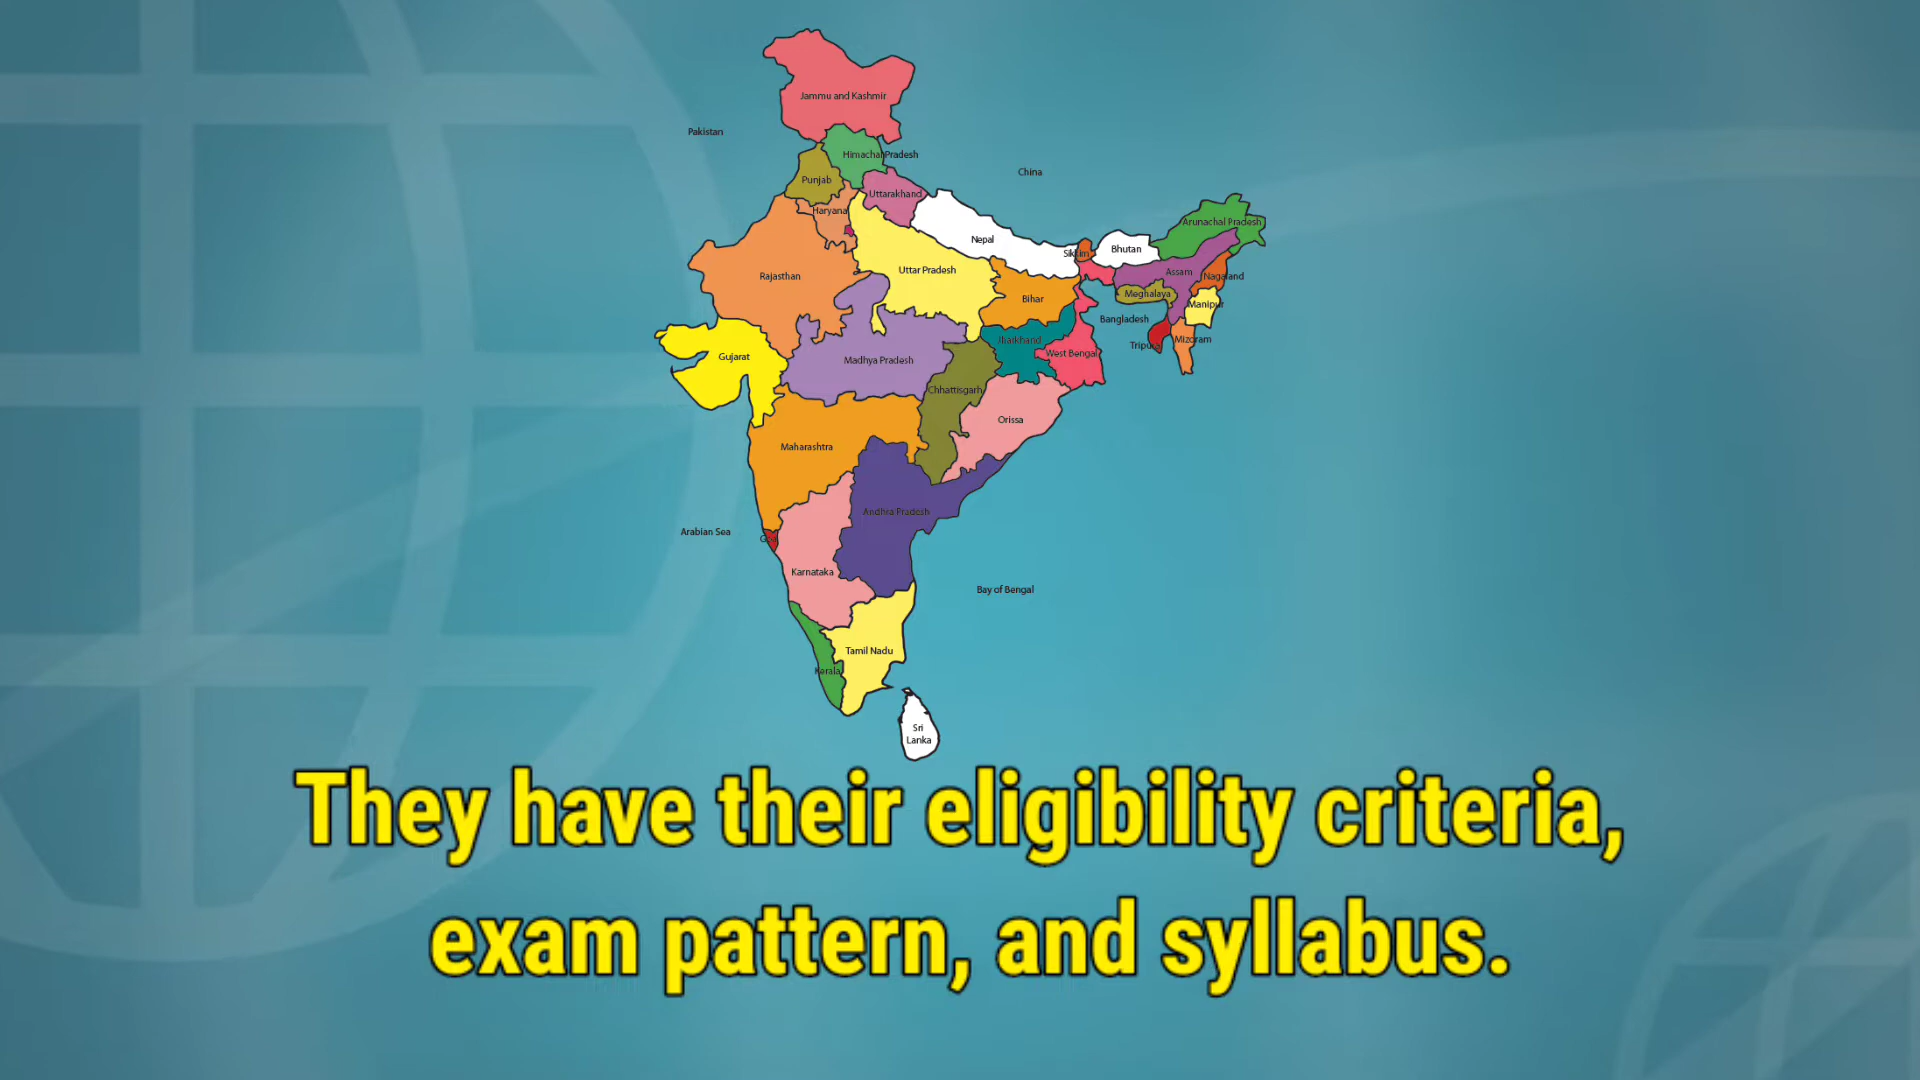 Jammu and Kashmir
Pakistan
Himachal Pradesh
China
Punjab
Uttarakhand
Haryana
Arunachal Pradesh
Nepal
Bhutan
Sikkim
Uttar Pradesh
Assam
Rajasthan
Nagaland
Bihar
Meghalaya
Manipur
Bangladesh
Jharkhand
Mizoram
Tripura
West Bengal
Gujarat
Madhya Pradesh
Chhattisgarh
Orissa
Maharashtra
Andhra Pradesh
Arabian Sea
Goa
Karnataka
Bay of Bengal
Tamil Nadu
Kerala
Sri
Lanka
They have their eligibility criteria,
exam pattern, and syllabus.